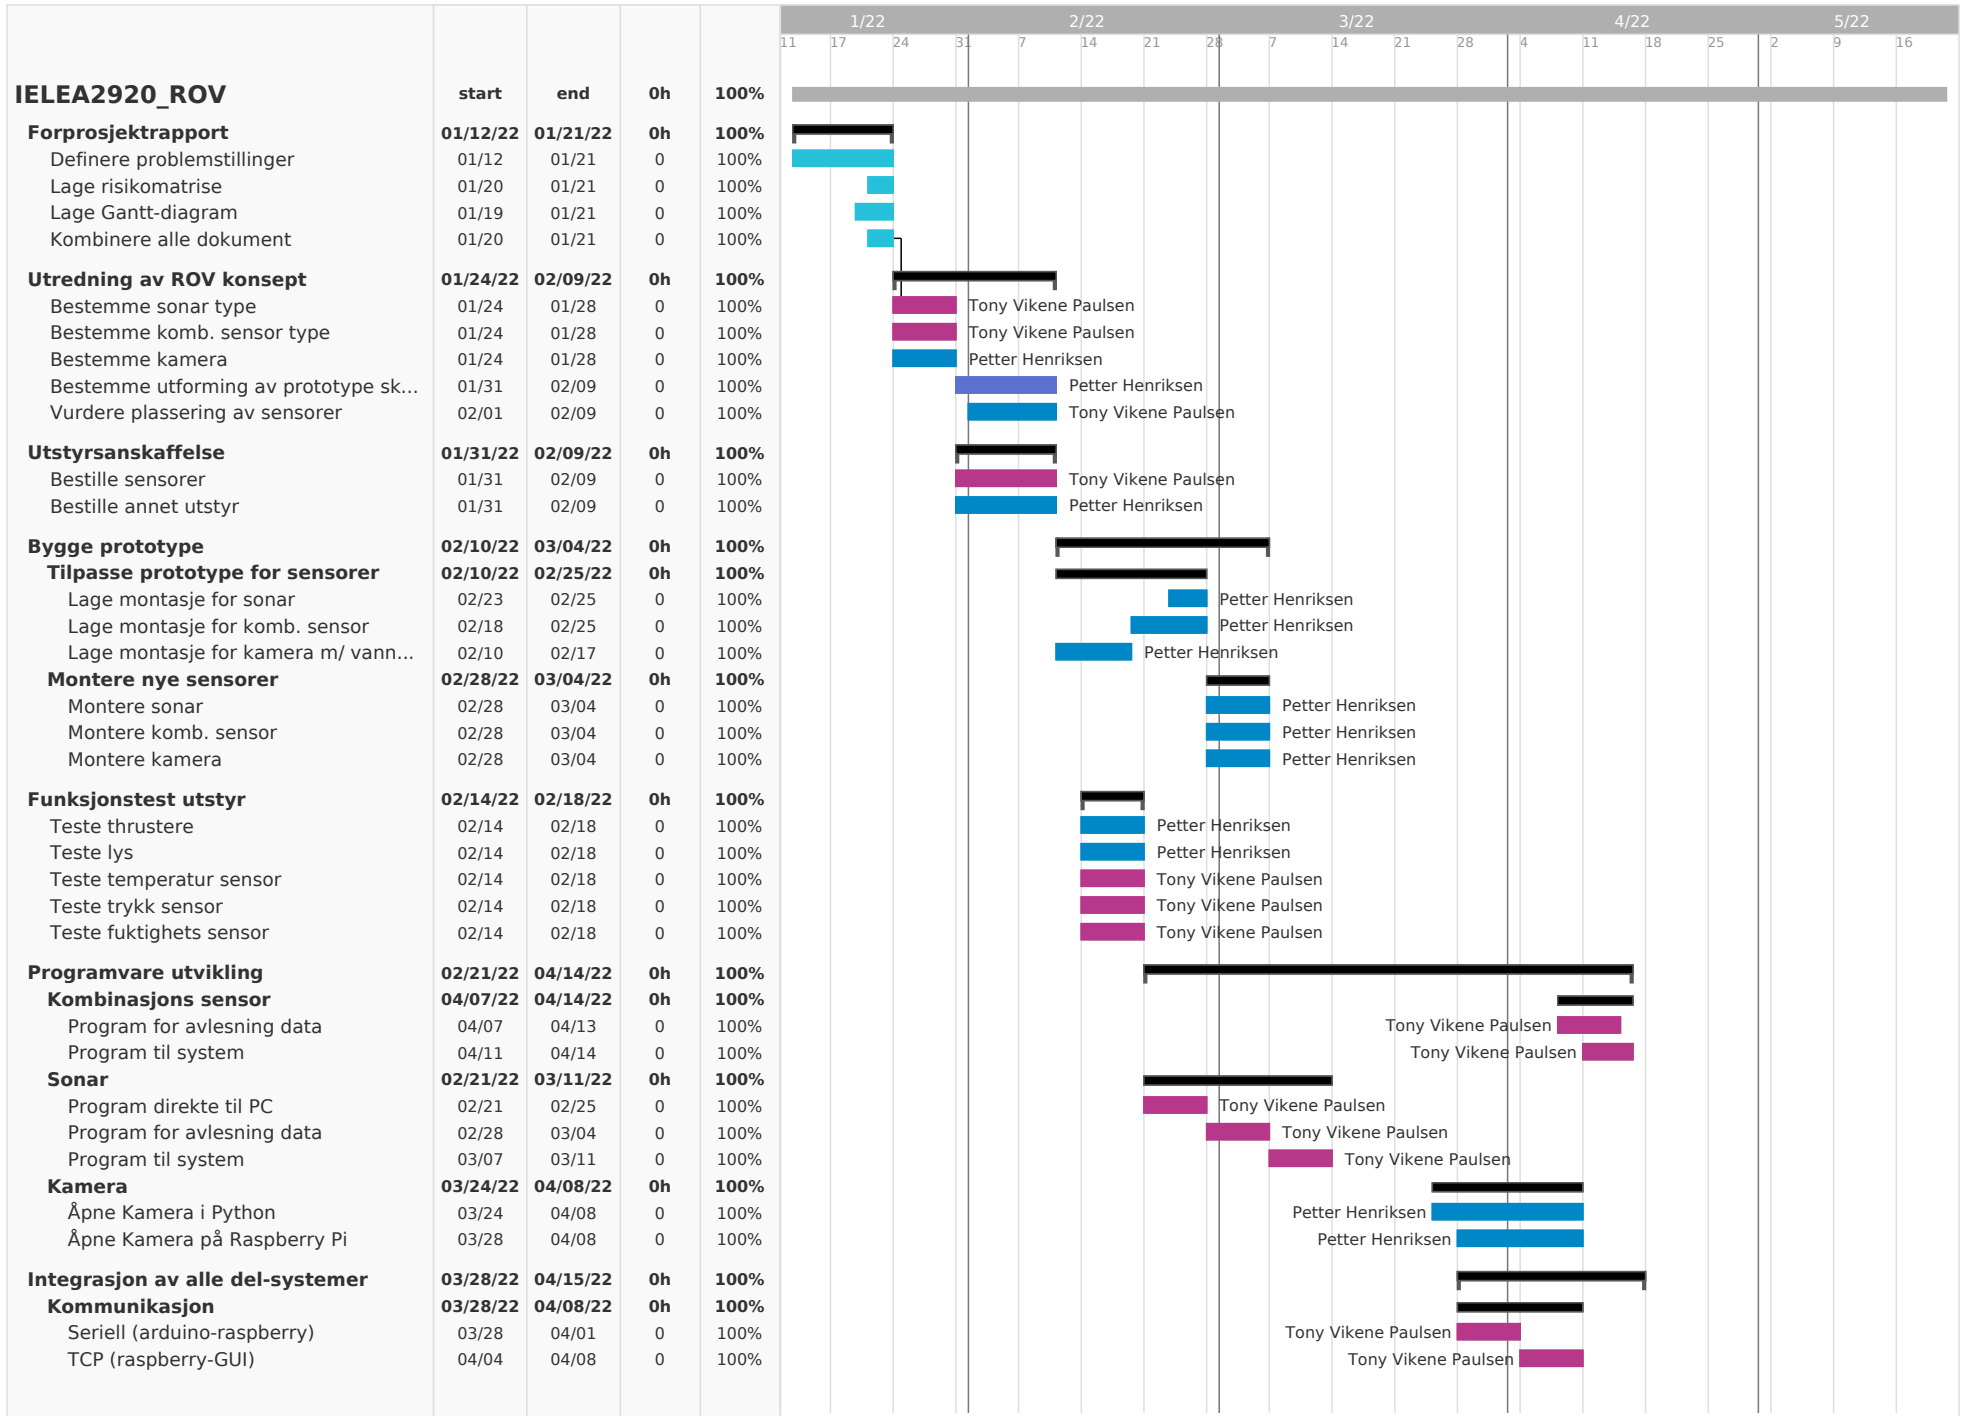 1/22 2/22 3/22 4/22 5/22
11 17 24 31 7 14 21 28 7 14 21 28 4 11 18 25 2 9 16
IELEA2920_ROV start end 0h 100%
Forprosjektrapport 01/12/22 01/21/22 0h 100%
Definere problemstillinger 01/12 01/21 0 100%
Lage risikomatrise 01/20 01/21 0 100%
Lage Gantt-diagram 01/19 01/21 0 100%
Kombinere alle dokument 01/20 01/21 0 100%
Utredning av ROV konsept 01/24/22 02/09/22 0h 100%
Bestemme sonar type 01/24 01/28 0 100% Tony Vikene Paulsen
Bestemme komb. sensor type 01/24 01/28 0 100% Tony Vikene Paulsen
Bestemme kamera 01/24 01/28 0 100% Petter Henriksen
Bestemme utforming av prototype sk... 01/31 02/09 0 100% Petter Henriksen
Vurdere plassering av sensorer 02/01 02/09 0 100% Tony Vikene Paulsen
Utstyrsanskaffelse 01/31/22 02/09/22 0h 100%
Bestille sensorer 01/31 02/09 0 100% Tony Vikene Paulsen
Bestille annet utstyr 01/31 02/09 0 100% Petter Henriksen
Bygge prototype 02/10/22 03/04/22 0h 100%
Tilpasse prototype for sensorer 02/10/22 02/25/22 0h 100%
Lage montasje for sonar 02/23 02/25 0 100% Petter Henriksen
Lage montasje for komb. sensor 02/18 02/25 0 100% Petter Henriksen
Lage montasje for kamera m/ vann... 02/10 02/17 0 100% Petter Henriksen
Montere nye sensorer 02/28/22 03/04/22 0h 100%
Montere sonar 02/28 03/04 0 100% Petter Henriksen
Montere komb. sensor 02/28 03/04 0 100% Petter Henriksen
Montere kamera 02/28 03/04 0 100% Petter Henriksen
Funksjonstest utstyr 02/14/22 02/18/22 0h 100%
Teste thrustere 02/14 02/18 0 100% Petter Henriksen
Teste lys 02/14 02/18 0 100% Petter Henriksen
Teste temperatur sensor 02/14 02/18 0 100% Tony Vikene Paulsen
Teste trykk sensor 02/14 02/18 0 100% Tony Vikene Paulsen
Teste fuktighets sensor 02/14 02/18 0 100% Tony Vikene Paulsen
Programvare utvikling 02/21/22 04/14/22 0h 100%
Kombinasjons sensor 04/07/22 04/14/22 0h 100%
Program for avlesning data 04/07 04/13 0 100% Tony Vikene Paulsen
Program til system 04/11 04/14 0 100% Tony Vikene Paulsen
Sonar 02/21/22 03/11/22 0h 100%
Program direkte til PC 02/21 02/25 0 100% Tony Vikene Paulsen
Program for avlesning data 02/28 03/04 0 100% Tony Vikene Paulsen
Program til system 03/07 03/11 0 100% Tony Vikene Paulsen
Kamera 03/24/22 04/08/22 0h 100%
Åpne Kamera i Python 03/24 04/08 0 100% Petter Henriksen
Åpne Kamera på Raspberry Pi 03/28 04/08 0 100% Petter Henriksen
Integrasjon av alle del-systemer 03/28/22 04/15/22 0h 100%
Kommunikasjon 03/28/22 04/08/22 0h 100%
Seriell (arduino-raspberry) 03/28 04/01 0 100% Tony Vikene Paulsen
TCP (raspberry-GUI) 04/04 04/08 0 100% Tony Vikene Paulsen